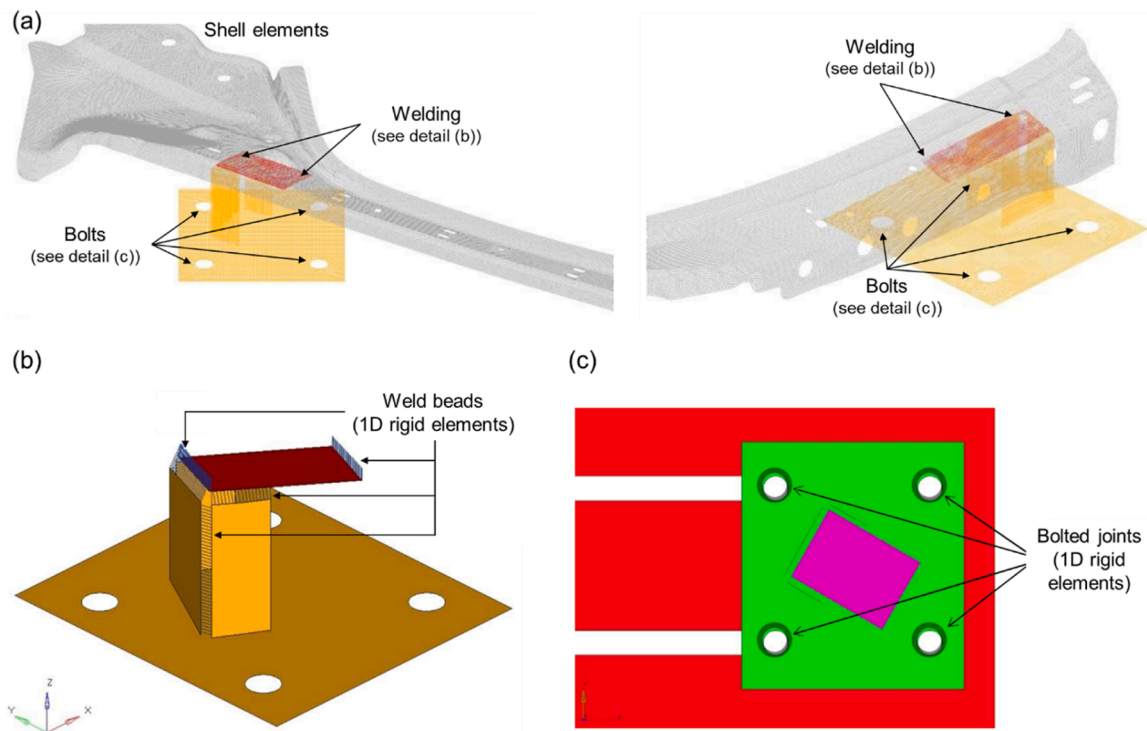 (a)
Shell elements
Welding
(see detail (b))
Bolts
(see detail (c))
Welding
(see detail (b))
Bolts
(see detail (c))
(b)
Weld beads
(1D rigid elements)
Z
Y
X
(c)
Bolted joints
(1D rigid
elements)